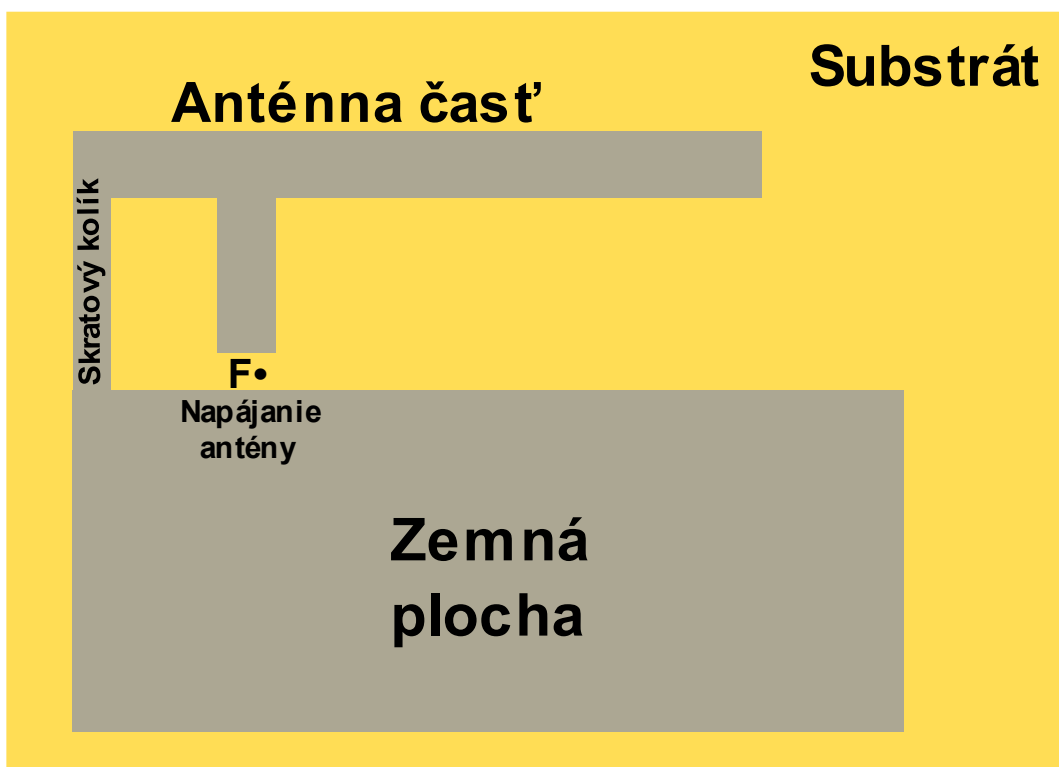 Substrát
Anténna časť
Skratový kolík
F•
Napájanie
antény
Zemná
plocha